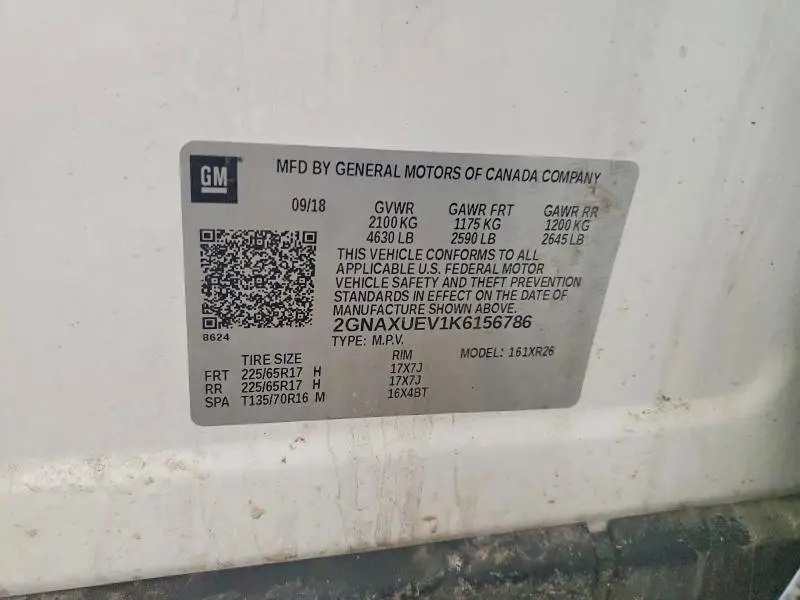 GM
MFD BY GENERAL MOTORS OF CANADA COMPANY
09/18 GVWR GAWR FRT GAWR RR
2100 KG 1175 KG 1200 KG
4630 LB 2590 LB 2645 LB
THIS VEHICLE CONFORMS TO ALL
APPLICABLE U.S. FEDERAL MOTOR
VEHICLE SAFETY AND THEFT PREVENTION
STANDARDS IN EFFECT ON THE DATE OF
MANUFACTURE SHOWN ABOVE.
2GNAXUEV1K6156786
8624
TYPE: M.P.V. MODEL: 161XR26
TIRE SIZE RIM
FRT 225/65R17 H 17X7J
RR 225/65R17 H 17X7J
SPA T135/70R16 M 16X4BT